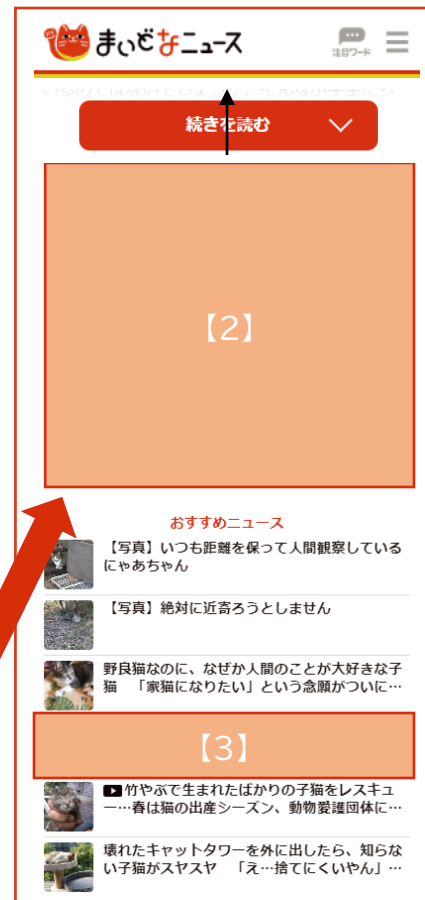 まいどなニュース
注目ワード
続きを読む
【2】
おすすめニュース
【写真】いつも距離を保って人間観察している
にゃあちゃん
【写真】絶対に近寄ろうとしません
野良猫なのに、なぜか人間のことが大好きな子
猫　「家猫になりたい」という念願がついに…
【3】
竹やぶで生まれたばかりの子猫をレスキュ
ー…春は猫の出産シーズン、動物愛護団体に…
壊れたキャットタワーを外に出したら、知らな
い子猫がスヤスヤ　「え…捨てにくいやん」…